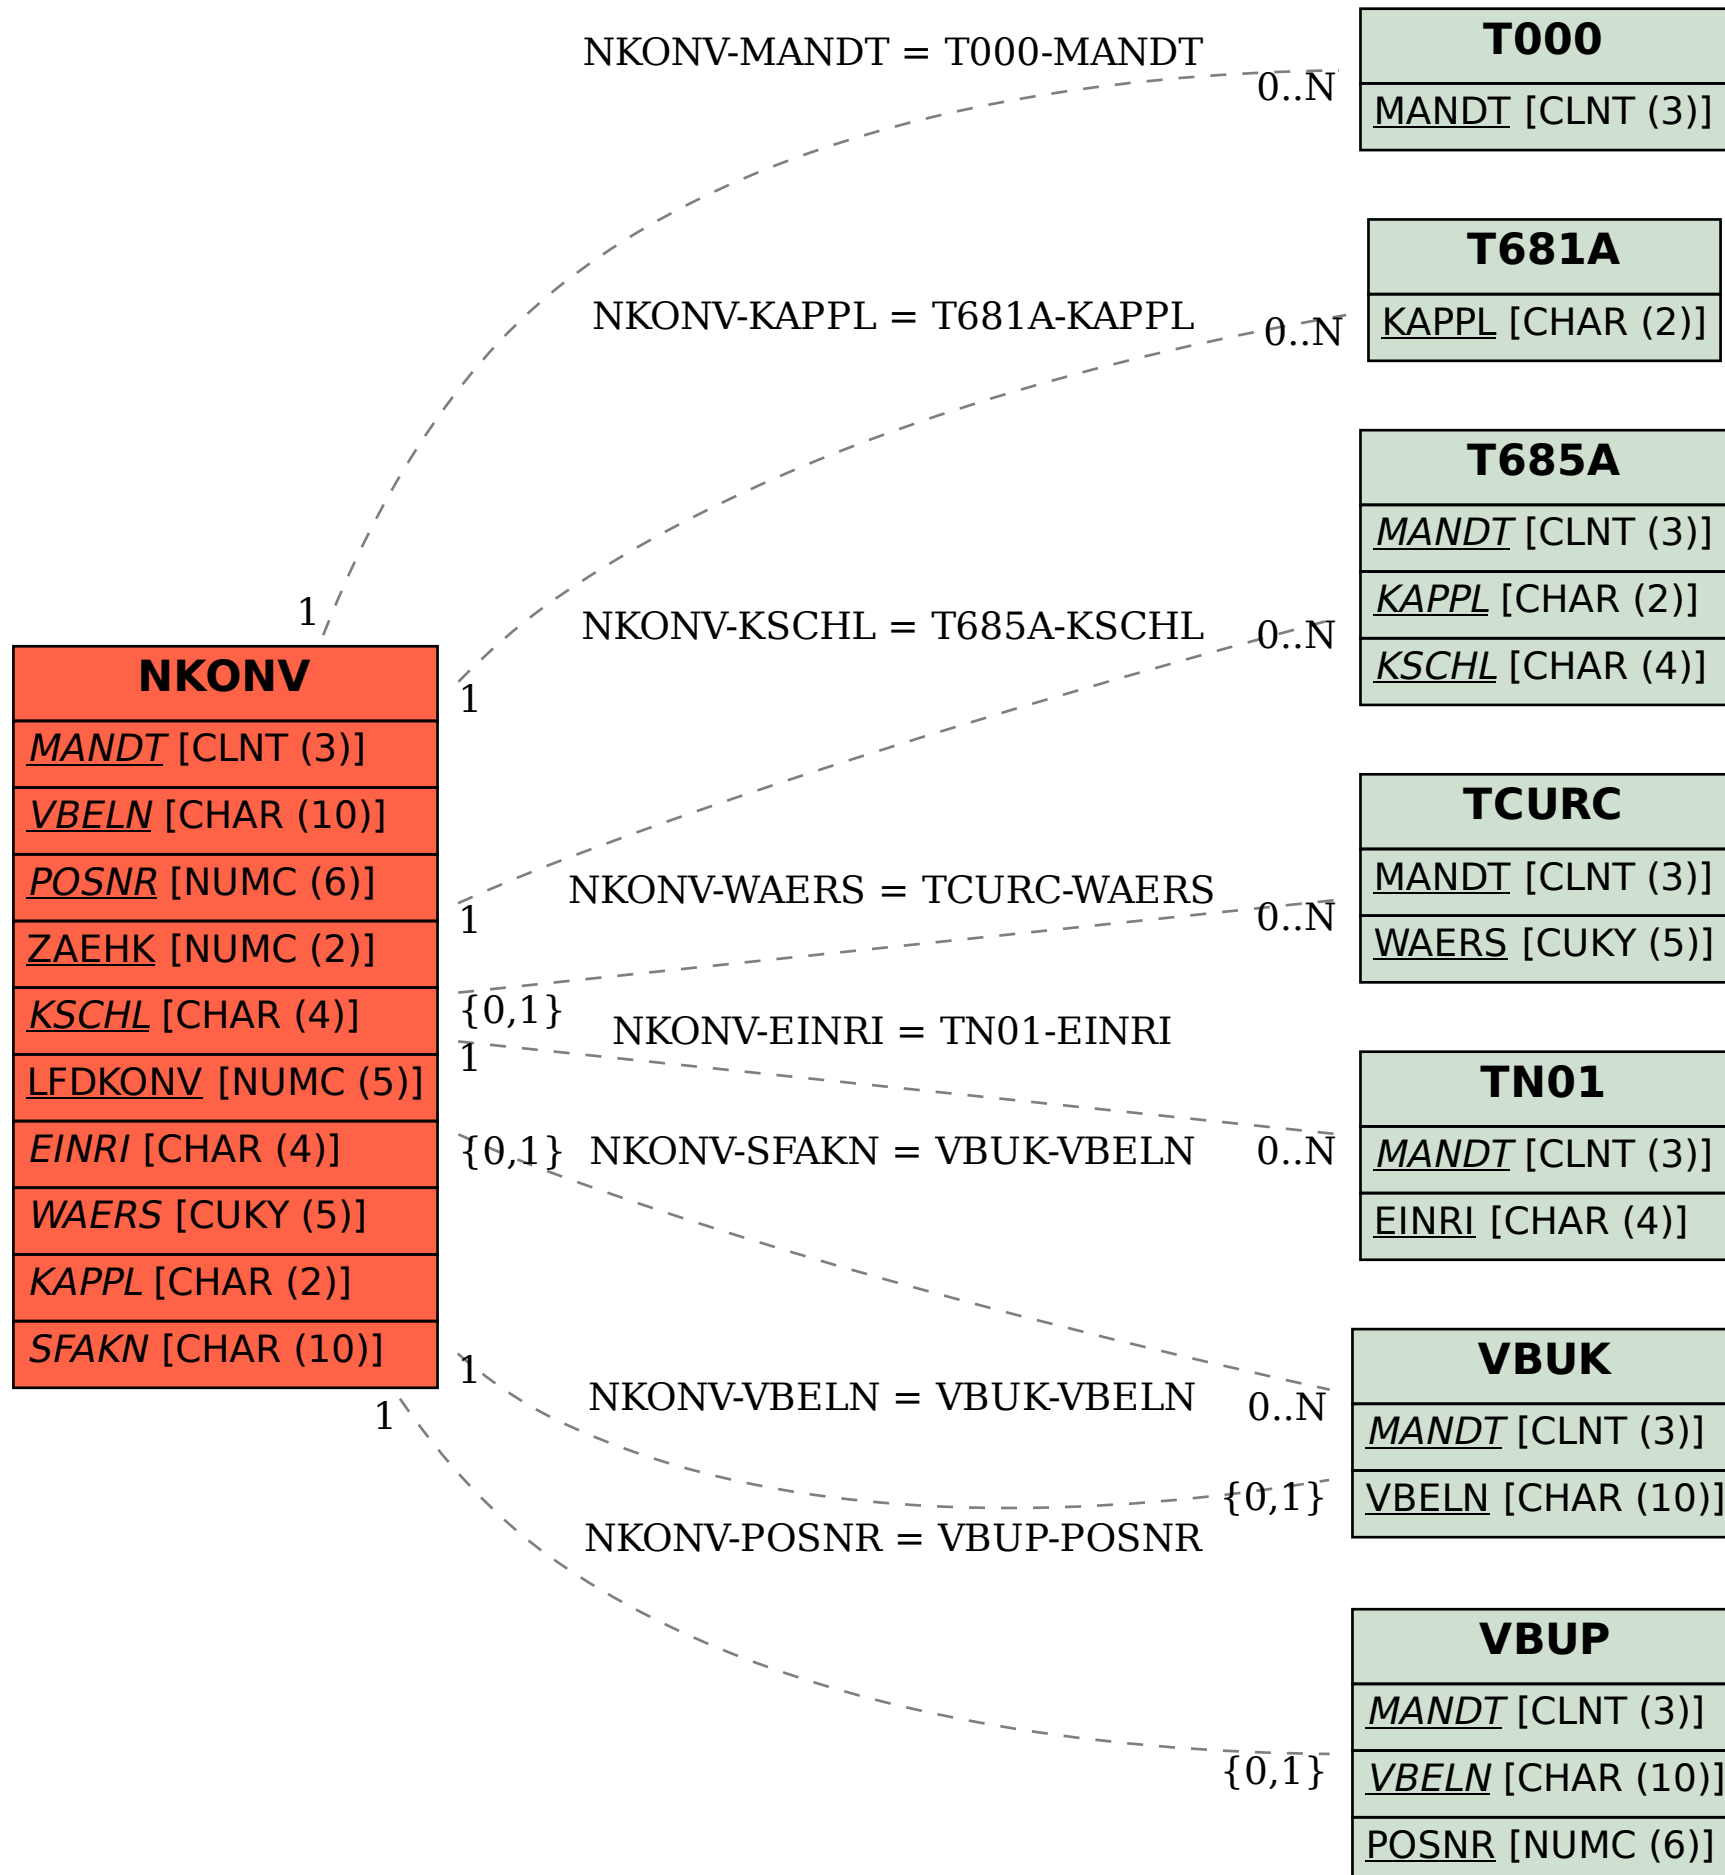 NKONV-MANDT = T000-MANDT
0..N
1
T000
MANDT [CLNT (3)]
NKONV-KAPPL = T681A-KAPPL
0..N
1
T681A
KAPPL [CHAR (2)]
NKONV-KSCHL = T685A-KSCHL
0..N
1
T685A
MANDT [CLNT (3)]
KAPPL [CHAR (2)]
KSCHL [CHAR (4)]
NKONV
MANDT [CLNT (3)]
VBELN [CHAR (10)]
POSNR [NUMC (6)]
ZAEHK [NUMC (2)]
KSCHL [CHAR (4)]
LFDKONV [NUMC (5)]
EINRI [CHAR (4)]
WAERS [CUKY (5)]
KAPPL [CHAR (2)]
SFAKN [CHAR (10)]
NKONV-WAERS = TCURC-WAERS
0..N
{0,1}
TCURC
MANDT [CLNT (3)]
WAERS [CUKY (5)]
NKONV-EINRI = TN01-EINRI
1
0..N
TN01
MANDT [CLNT (3)]
EINRI [CHAR (4)]
{0,1}
NKONV-SFAKN = VBUK-VBELN
0..N
1
NKONV-VBELN = VBUK-VBELN
{0,1}
VBUK
MANDT [CLNT (3)]
VBELN [CHAR (10)]
1
NKONV-POSNR = VBUP-POSNR
{0,1}
VBUP
MANDT [CLNT (3)]
VBELN [CHAR (10)]
POSNR [NUMC (6)]